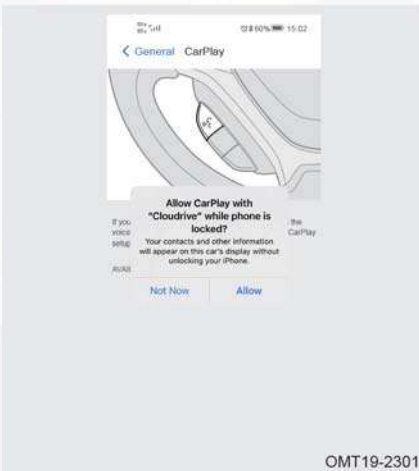 60% 15:02
General CarPlay
Allow CarPlay with
"Cloudrive" while phone is
locked?
If you the
voice CarPlay
setup
Your contacts and other information
will appear on this car's display without
unlocking your iPhone.
Not Now Allow
OMT19-2301